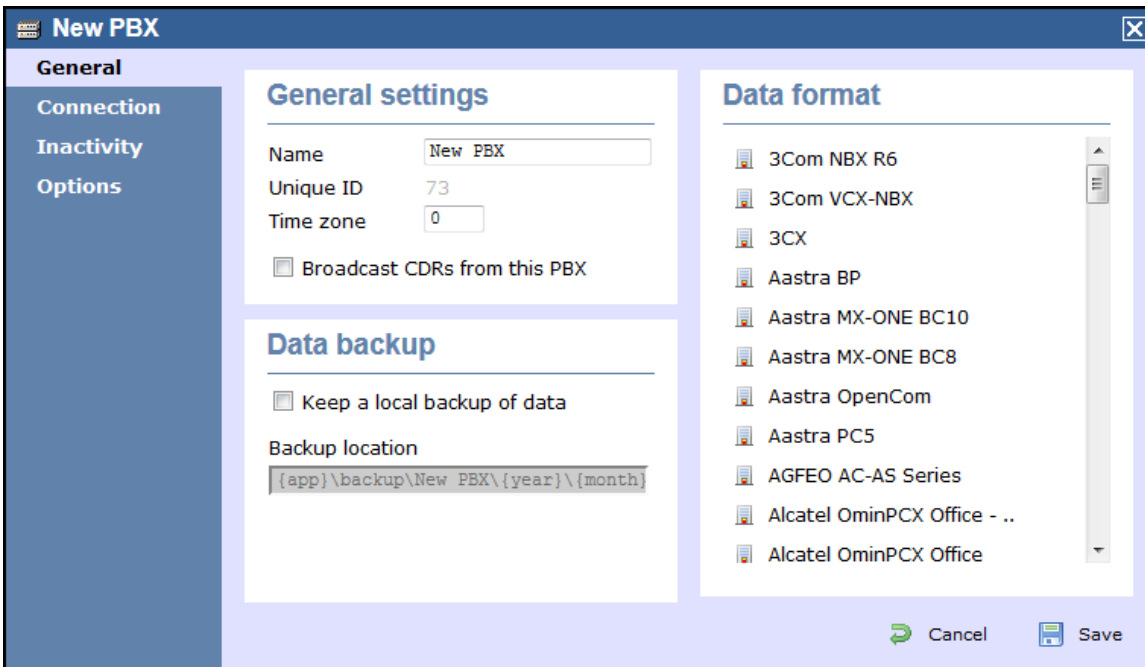 New PBX
General
Connection
Inactivity
Options
General settings
Name
New PBX
Unique ID
73
Time zone
0
Broadcast CDRs from this PBX
Data backup
Keep a local backup of data
Backup location
{app}\backup\New PBX\{year}\{month}
Data format
3Com NBX R6
3Com VCX-NBX
3CX
Aastra BP
Aastra MX-ONE BC10
Aastra MX-ONE BC8
Aastra OpenCom
Aastra PC5
AGFEO AC-AS Series
Alcatel OminPCX Office - ..
Alcatel OminPCX Office
Cancel
Save